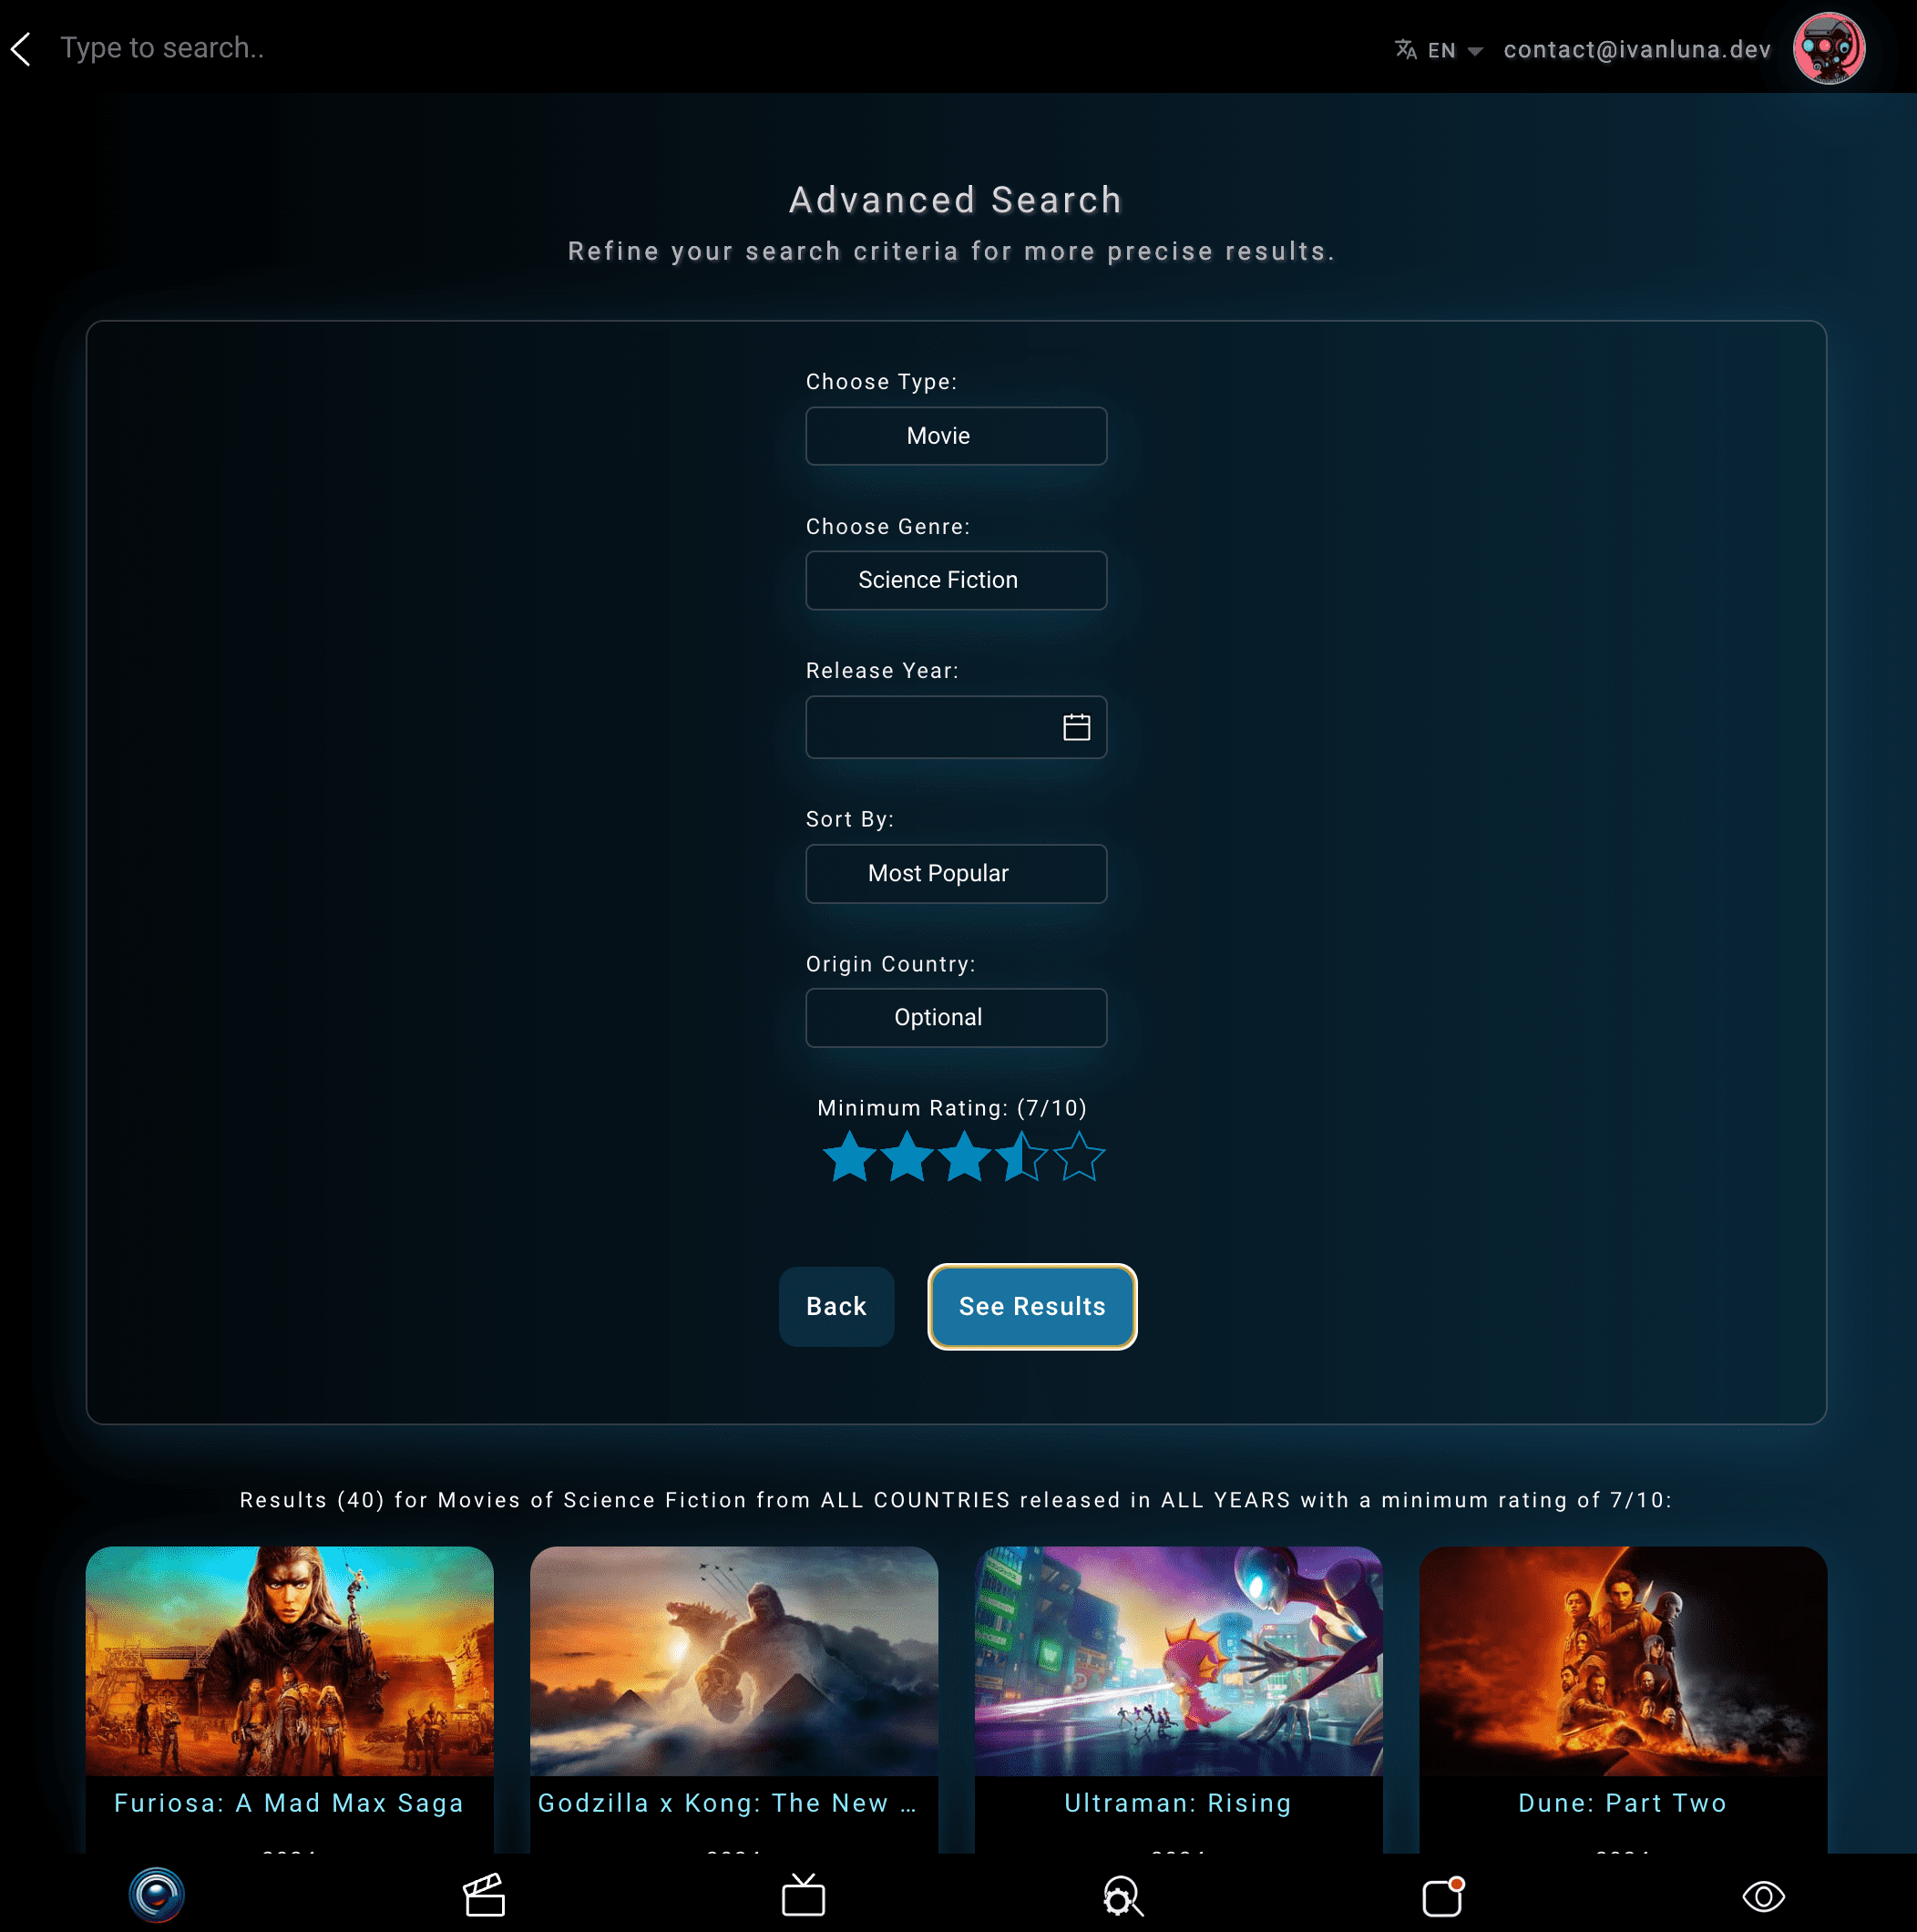 Type to search..
EN
contact@ivanluna.dev
Advanced Search
Refine your search criteria for more precise results.
Choose Type:
Movie
Choose Genre:
Science Fiction
Release Year:
Sort By:
Most Popular
Origin Country:
Optional
Minimum Rating: (7/10)
Back
See Results
Results (40) for Movies of Science Fiction from ALL COUNTRIES released in ALL YEARS with a minimum rating of 7/10:
Furiosa: A Mad Max Saga
Godzilla x Kong: The New ...
Ultraman: Rising
Dune: Part Two